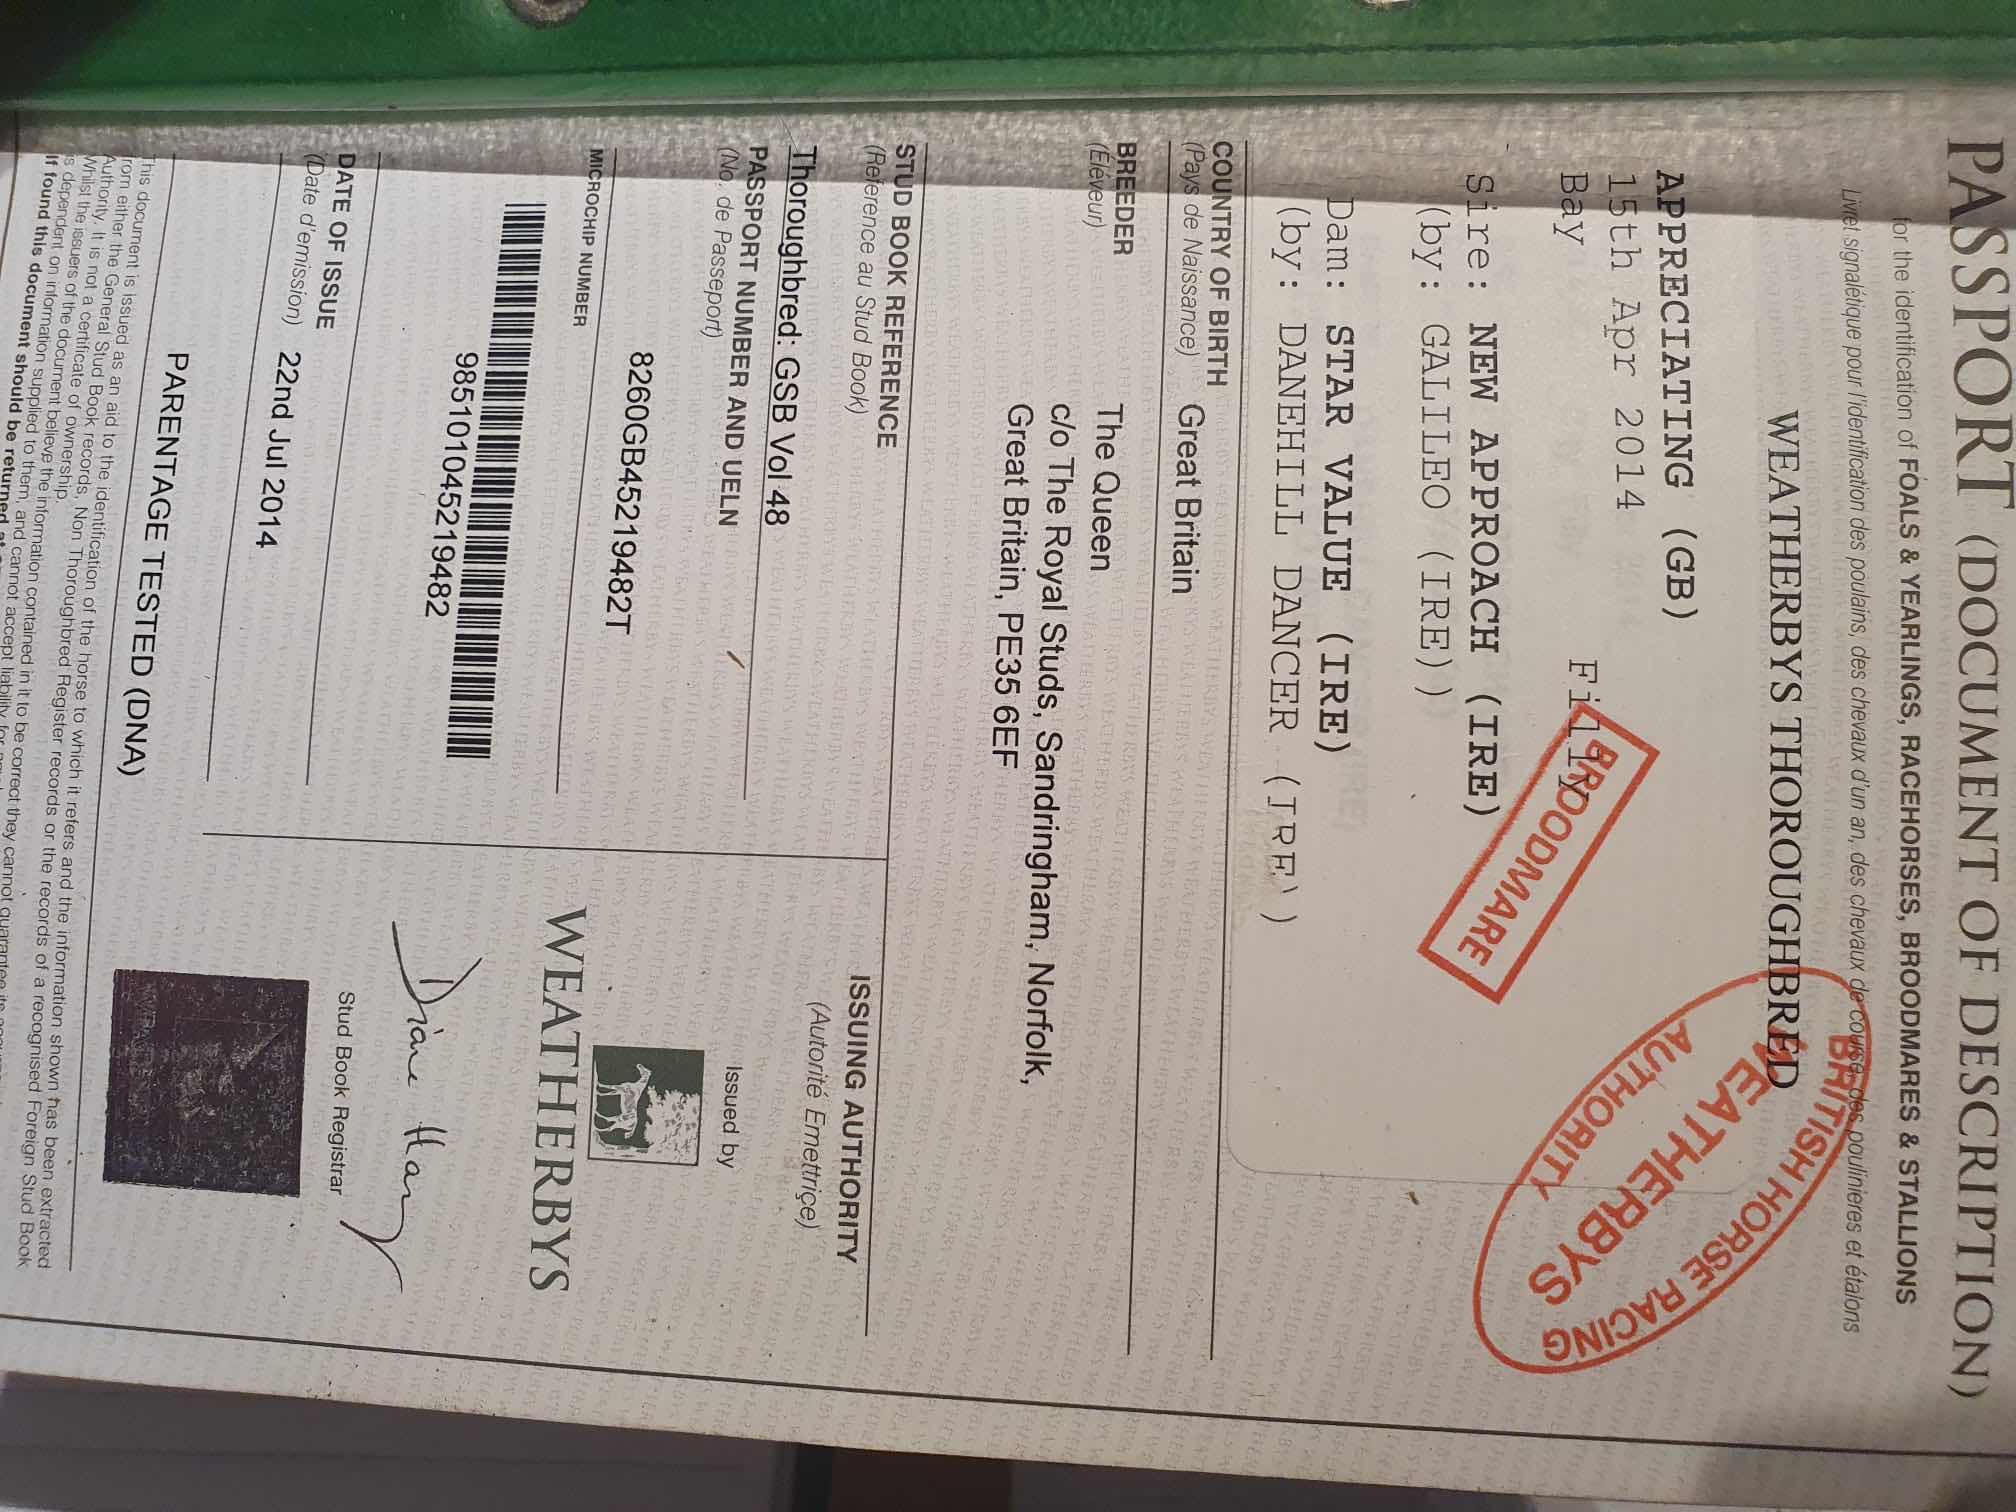 PASSPORT (DOCUMENT OF DESCRIPTION)
for the identification of FOALS & YEARLINGS, RACEHORSES, BROODMARES & STALLIONS
Livret signalétique pour l'identification des poulains, des chevaux d'un an, des chevaux de course, des poulinieres et étalons
WEATHERBYS THOROUGHBRED
BRITISH HORSE RACING
WEATHERBYS
AUTHORITY
APPRECIATING (GB)
15th Apr 2014
Bay Filly
BROODMARE
Sire: NEW APPROACH (IRE)
(by: GALILEO (IRE))
Dam: STAR VALUE (IRE)
(by: DANEHILL DANCER (IRE))
COUNTRY OF BIRTH Great Britain
(Pays de Naissance)
BREEDER The Queen
(Éléveur) c/o The Royal Studs, Sandringham, Norfolk,
Great Britain, PE35 6EF
STUD BOOK REFERENCE
(Reference au Stud Book)
Thoroughbred: GSB Vol 48
PASSPORT NUMBER AND UELN
(No. de Passeport)
8260GB45219482T
MICROCHIP NUMBER
985101045219482
DATE OF ISSUE 22nd Jul 2014
(Date d'emission)
PARENTAGE TESTED (DNA)
ISSUING AUTHORITY
(Autorité Emettriçe)
Issued by
WEATHERBYS
Stud Book Registrar
This document is issued as an aid to the identification of the horse to which it refers and the information shown has been extracted
from either the General Stud Book records, Non Thoroughbred Register records or the records of a recognised Foreign Stud Book
Authority. It is not a certificate of ownership.
Whilst the issuers of the document believe the information contained in it to be correct they cannot guarantee its
is dependent on information supplied to them, and cannot accept liability for
If found this document should be returned at